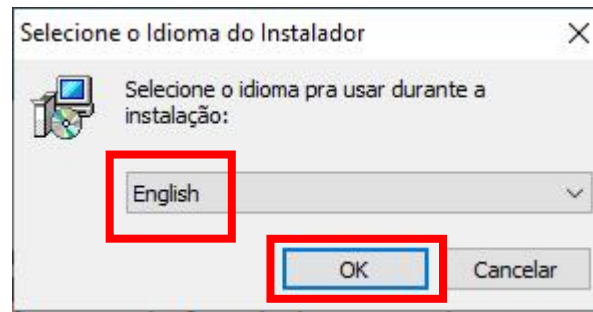 Selecione o Idioma do Instalador
Selecione o idioma pra usar durante a
instalação:
English
OK
Cancelar